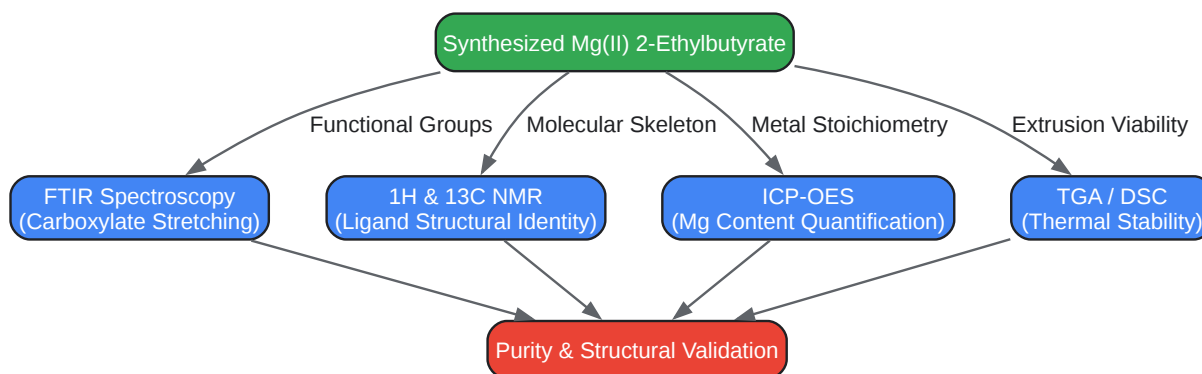 Synthesized Mg(II) 2-Ethylbutyrate
Functional Groups
Molecular Skeleton
Metal Stoichiometry
Extrusion Viability
FTIR Spectroscopy
(Carboxylate Stretching)
1H & 13C NMR
(Ligand Structural Identity)
ICP-OES
(Mg Content Quantification)
TGA / DSC
(Thermal Stability)
Purity & Structural Validation